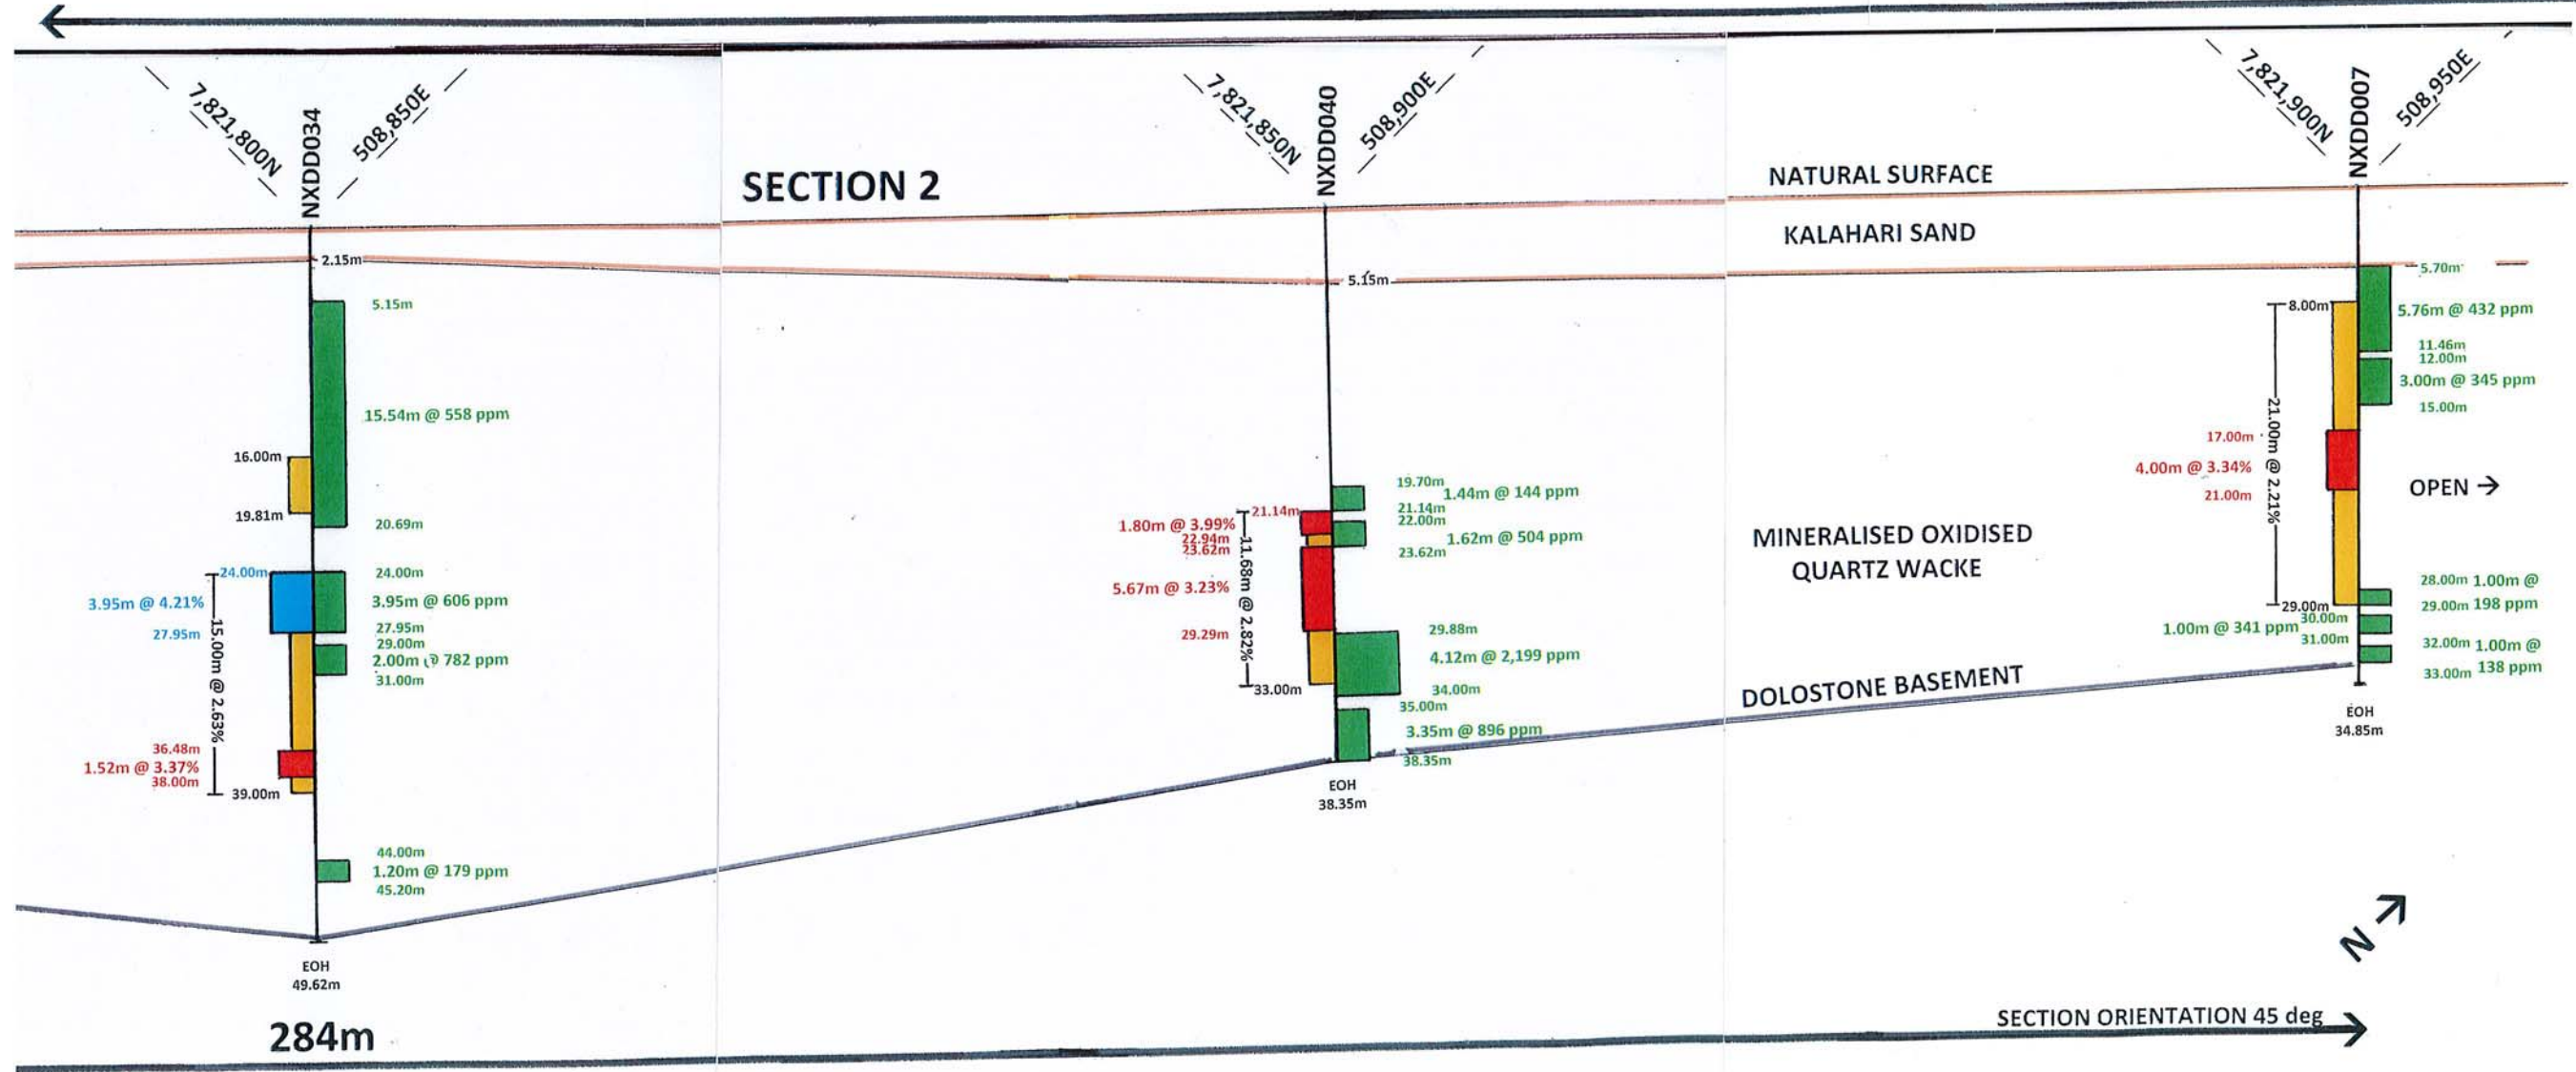 7,821,800N
NXDD034
508,850E
2.15m
5.15m
15.54m @ 558 ppm
16.00m
19.81m
20.69m
24.00m
24.00m
3.95m @ 4.21%
3.95m @ 606 ppm
27.95m
27.95m
29.00m
2.00m @ 782 ppm
31.00m
15.00m @ 2.63%
36.48m
1.52m @ 3.37%
38.00m
39.00m
44.00m
1.20m @ 179 ppm
45.20m
EOH
49.62m
284m
SECTION 2
7,821,850N
NXDD040
508,900E
5.15m
19.70m
1.44m @ 144 ppm
21.14m
21.14m
22.00m
1.80m @ 3.99%
22.94m
23.62m
1.62m @ 504 ppm
23.62m
11.68m @ 2.82%
5.67m @ 3.23%
29.29m
29.88m
4.12m @ 2,199 ppm
33.00m
34.00m
35.00m
3.35m @ 896 ppm
38.35m
EOH
38.35m
NATURAL SURFACE
KALAHARI SAND
MINERALISED OXIDISED
QUARTZ WACKE
DOLOSTONE BASEMENT
7,821,900N
NXDD007
508,950E
5.70m
8.00m
5.76m @ 432 ppm
11.46m
12.00m
3.00m @ 345 ppm
15.00m
17.00m
4.00m @ 3.34%
21.00m
21.00m @ 2.21%
OPEN →
28.00m 1.00m @
29.00m 198 ppm
29.00m
30.00m
1.00m @ 341 ppm
31.00m
32.00m 1.00m @
33.00m 138 ppm
EOH
34.85m
N
SECTION ORIENTATION 45 deg